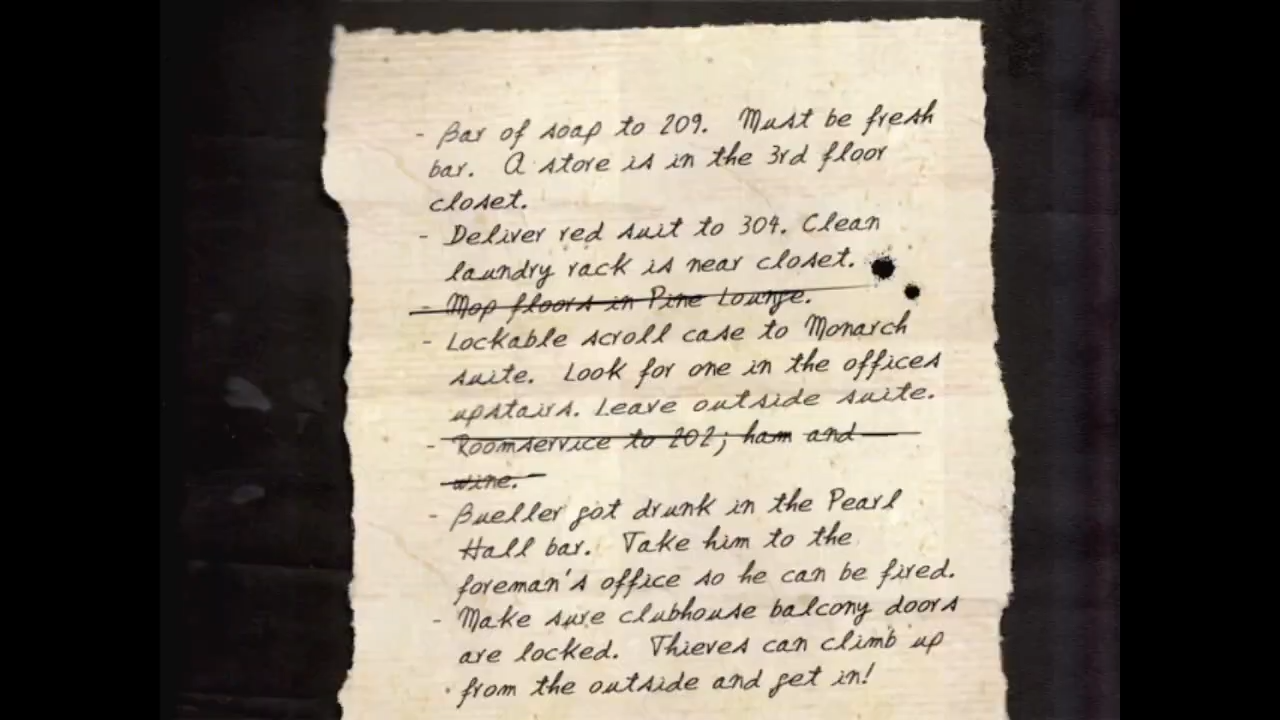 - Bar of soap to 209. Must be fresh
bar. A store is in the 3rd floor
closet.
- Deliver red suit to 304. Clean
laundry rack is near closet.
- Mop floors in Pine Lounge.
- Lockable scroll case to Monarch
suite. Look for one in the offices
upstairs. Leave outside suite.
- Roomservice to 202; ham and
wine.
- Bueller got drunk in the Pearl
Hall bar. Take him to the
foreman's office so he can be fired.
- Make sure clubhouse balcony doors
are locked. Thieves can climb up
from the outside and get in!